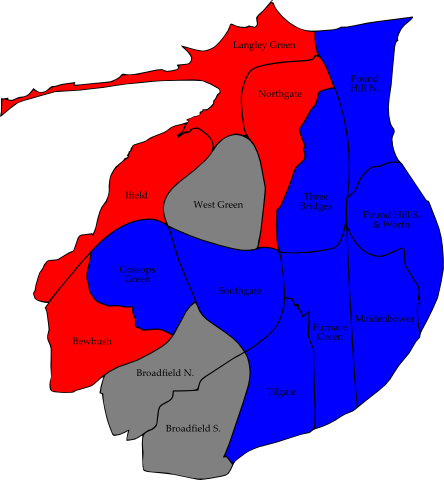 Langley Green
Pound
Hill N.
Northgate
Ifield
West Green
Three
Bridges
Pound Hill S.
& Worth
Gossops
Green
Southgate
Bewbush
Furnace
Green
Maidenbower
Broadfield N.
Tilgate
Broadfield S.